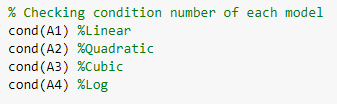 % Checking condition number of each model
cond(A1) %Linear
cond(A2) %Quadratic
cond(A3) %Cubic
cond(A4) %Log